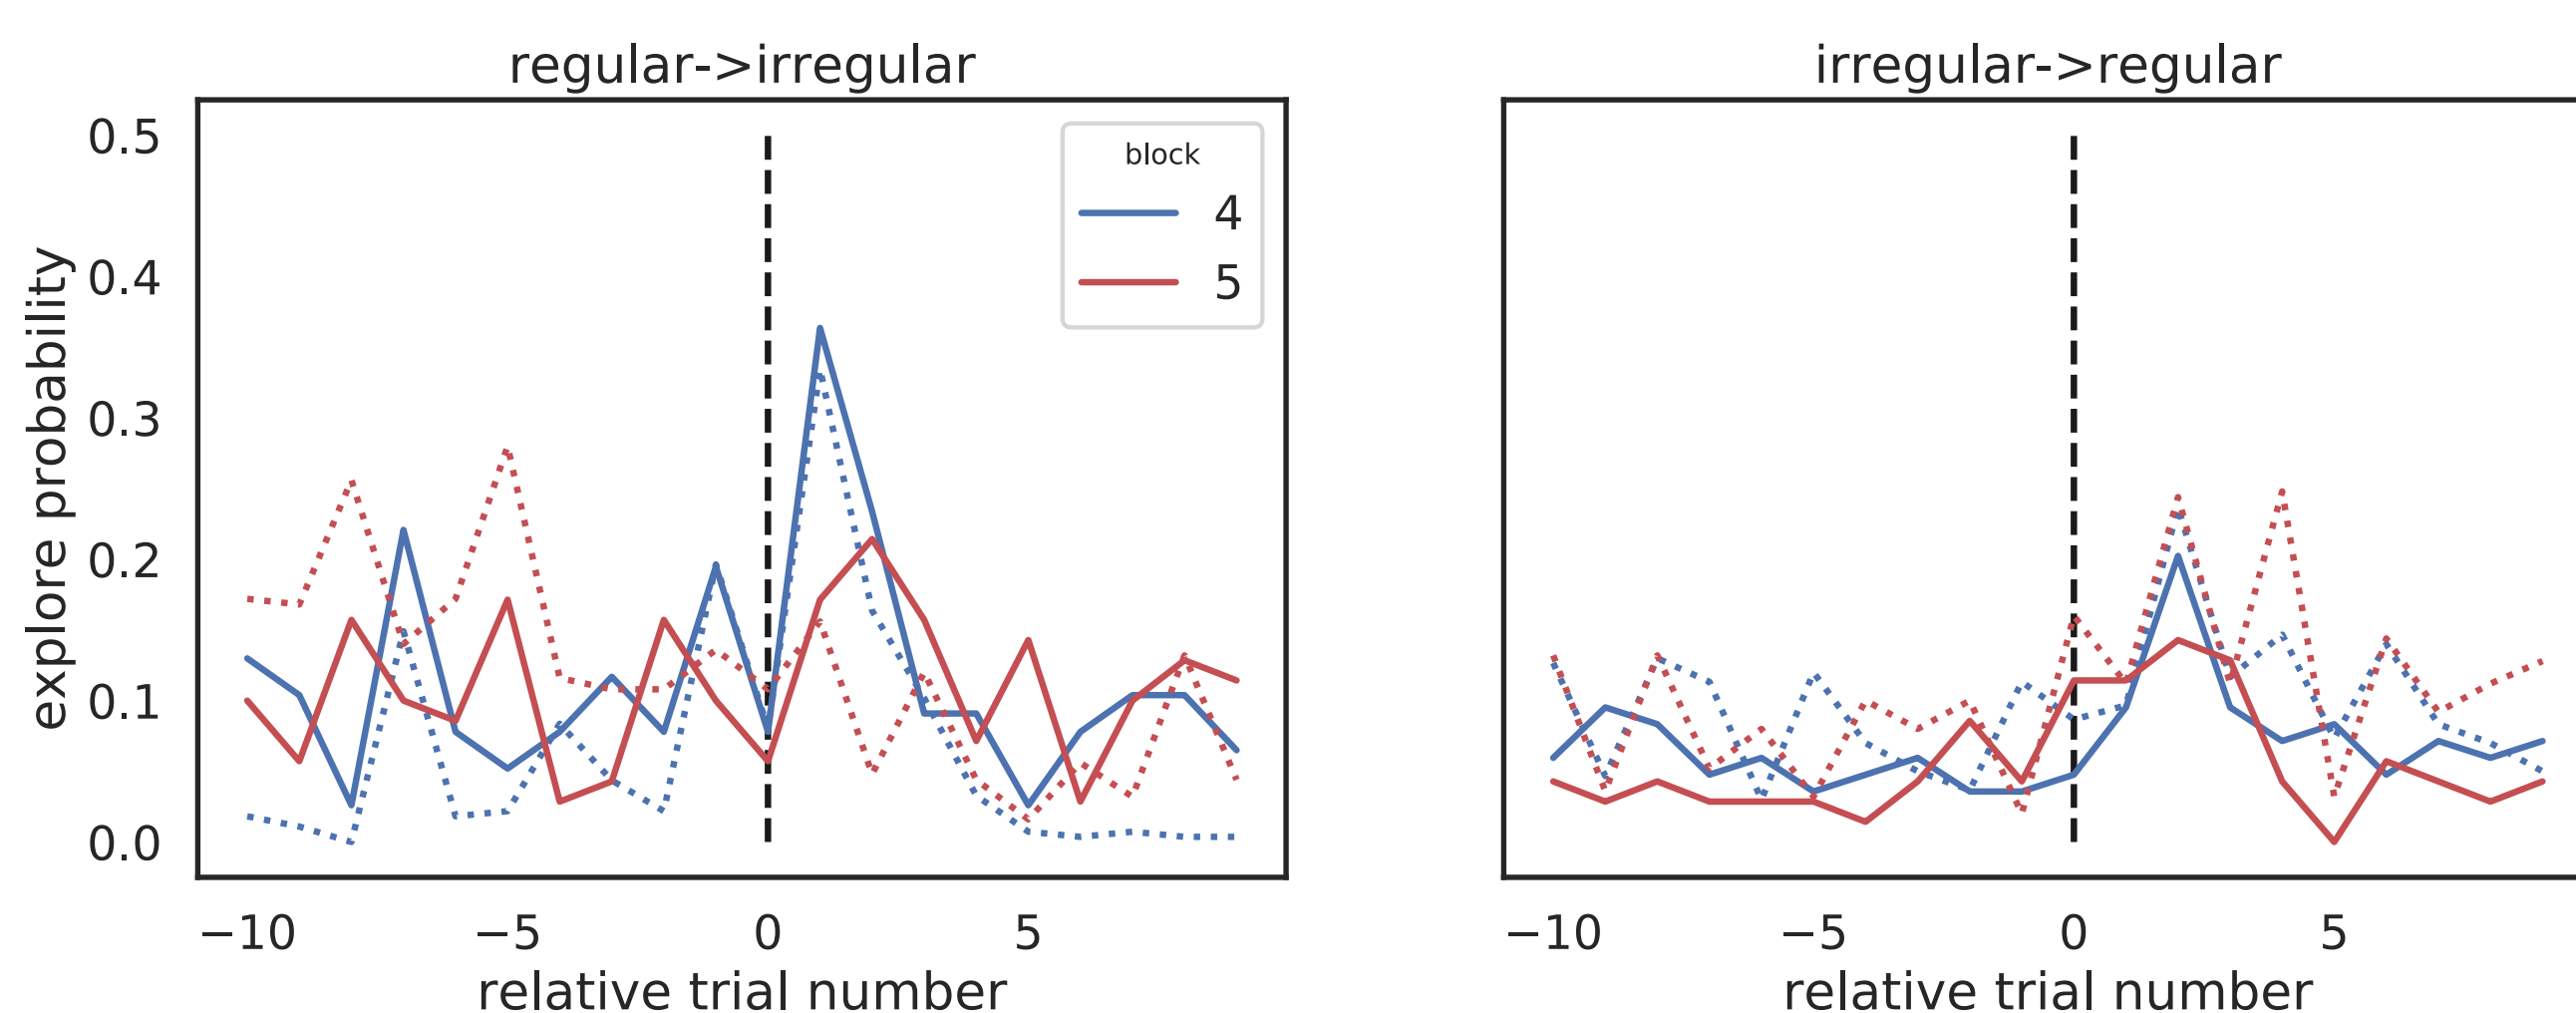 regular->irregular
0.5
0.4
0.3
0.2
0.1
0.0
explore probability
block
4
5
−10 −5 0 5
relative trial number
irregular->regular
−10 −5 0 5
relative trial number